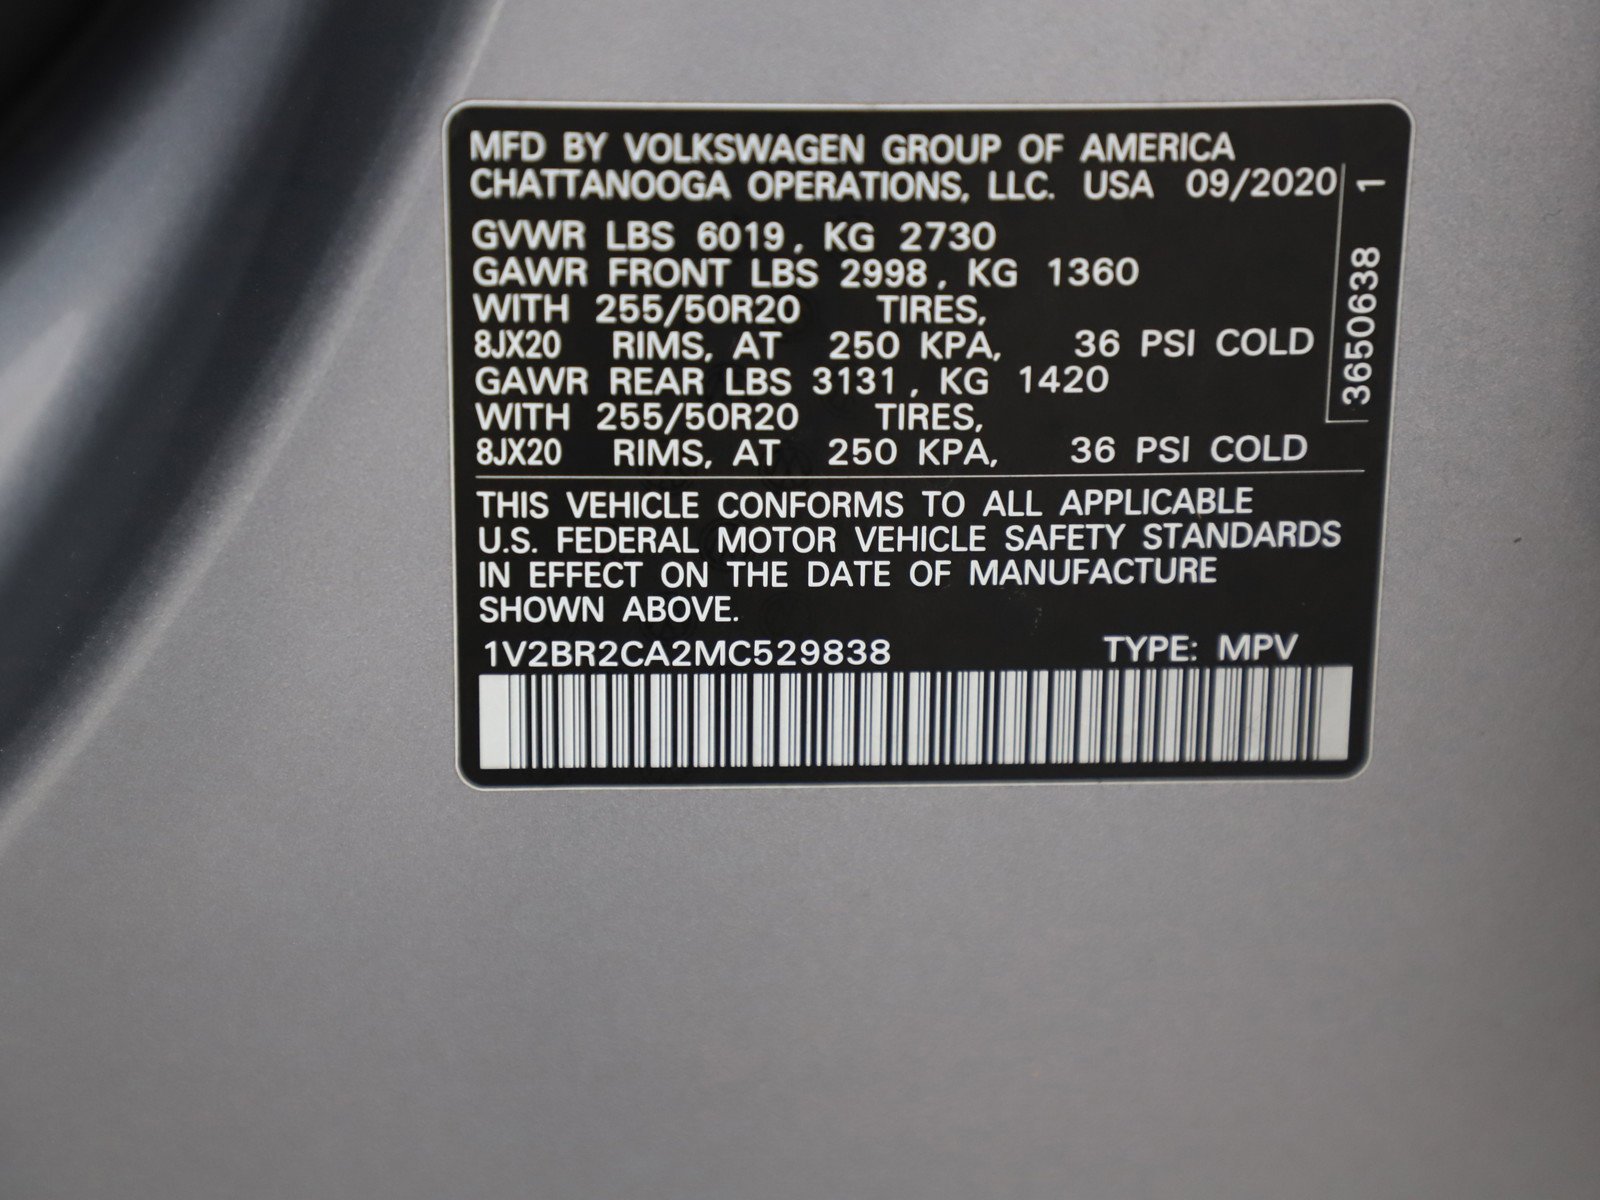 MFD BY VOLKSWAGEN GROUP OF AMERICA
CHATTANOOGA OPERATIONS, LLC. USA 09/2020
GVWR LBS 6019, KG 2730
GAWR FRONT LBS 2998, KG 1360
WITH 255/50R20 TIRES,
8JX20 RIMS, AT 250 KPA, 36 PSI COLD
GAWR REAR LBS 3131, KG 1420
WITH 255/50R20 TIRES,
8JX20 RIMS, AT 250 KPA, 36 PSI COLD
3650638 1
THIS VEHICLE CONFORMS TO ALL APPLICABLE
U.S. FEDERAL MOTOR VEHICLE SAFETY STANDARDS
IN EFFECT ON THE DATE OF MANUFACTURE
SHOWN ABOVE.
1V2BR2CA2MC529838 TYPE: MPV